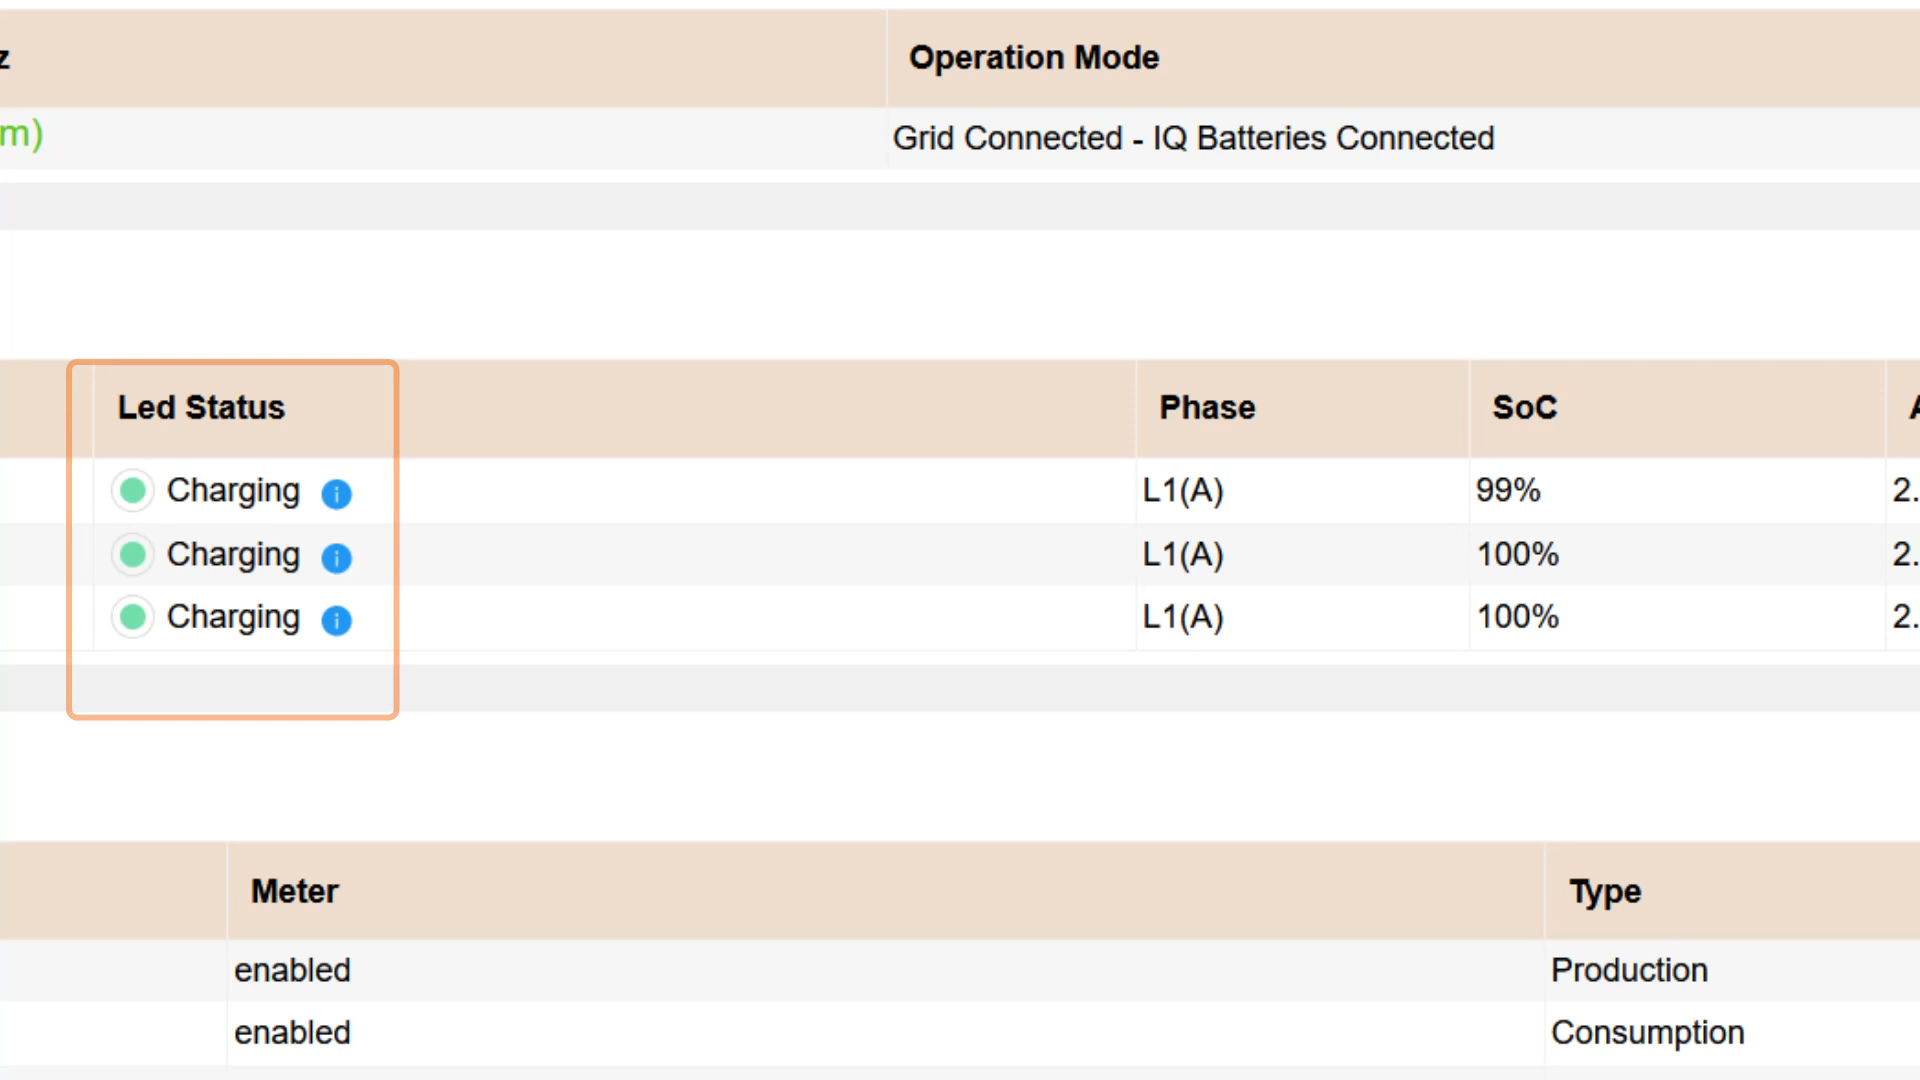 z Operation Mode
m) Grid Connected - IQ Batteries Connected
Led Status Phase SoC A
Charging L1(A) 99% 2.
Charging L1(A) 100% 2.
Charging L1(A) 100% 2.
Meter Type
enabled Production
enabled Consumption